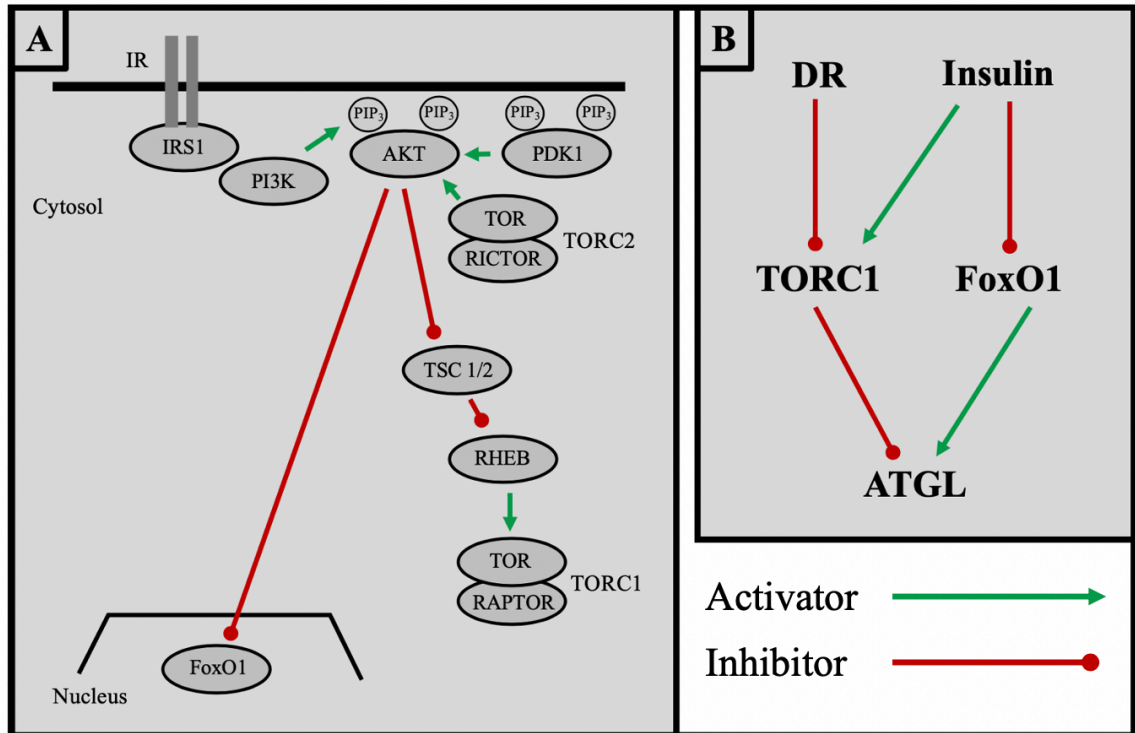 A
IR
PIP3 PIP3 PIP3 PIP3
IRS1
AKT
PDK1
PI3K
Cytosol
TOR
RICTOR
TORC2
TSC 1/2
RHEB
TOR
RAPTOR
TORC1
FoxO1
Nucleus
B
DR Insulin
TORC1 FoxO1
ATGL
Activator
Inhibitor